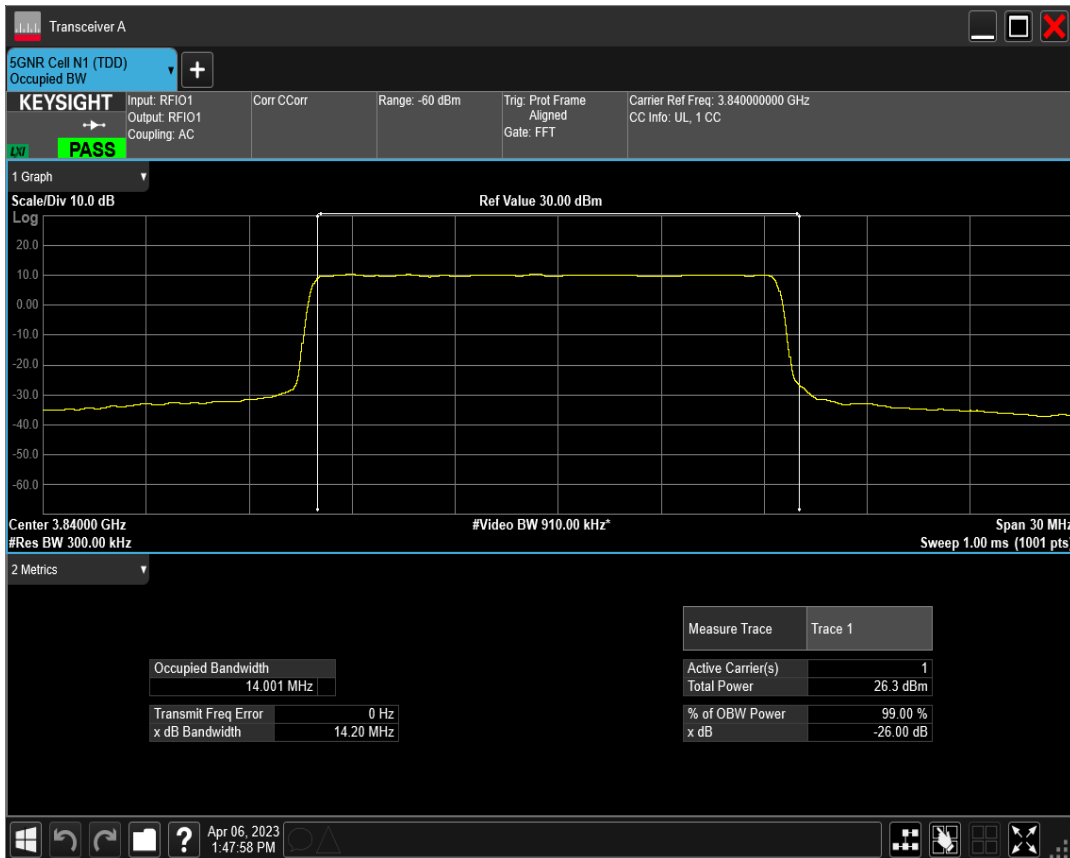 Transceiver A
5GNR Cell N1 (TDD)
Occupied BW
+
KEYSIGHT
LXI
PASS
Input: RFIO1
Output: RFIO1
Coupling: AC
Corr CCorr
Range: -60 dBm
Trig: Prot Frame
Aligned
Gate: FFT
Carrier Ref Freq: 3.840000000 GHz
CC Info: UL, 1 CC
1 Graph
Scale/Div 10.0 dB
Ref Value 30.00 dBm
Log
20.0
10.0
0.00
-10.0
-20.0
-30.0
-40.0
-50.0
-60.0
Center 3.84000 GHz
#Video BW 910.00 kHz*
Span 30 MHz
#Res BW 300.00 kHz
Sweep 1.00 ms (1001 pts)
2 Metrics
Measure Trace Trace 1
Occupied Bandwidth
14.001 MHz
Active Carrier(s) 1
Total Power 26.3 dBm
Transmit Freq Error 0 Hz
x dB Bandwidth 14.20 MHz
% of OBW Power 99.00 %
x dB -26.00 dB
?
Apr 06, 2023
1:47:58 PM